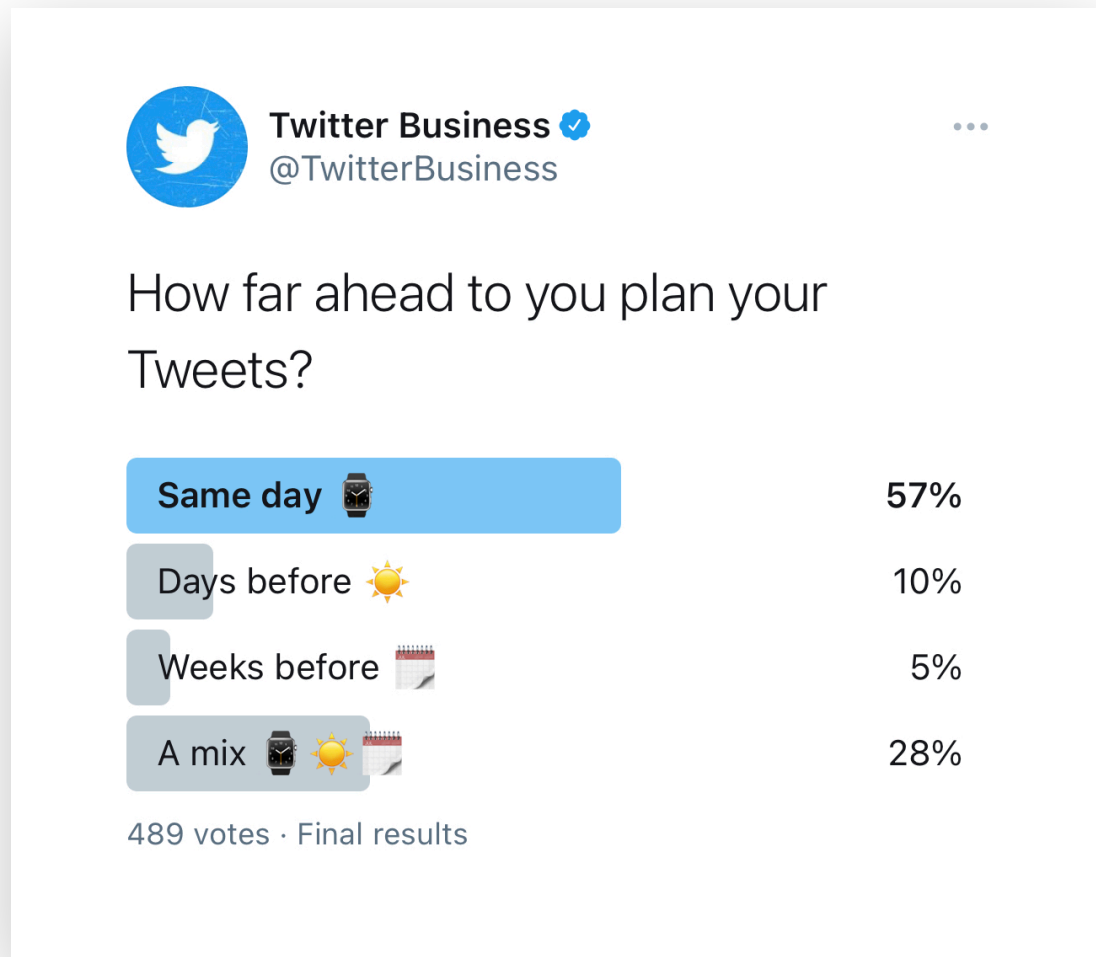 Twitter Business
@TwitterBusiness
How far ahead to you plan your
Tweets?
Same day ⌚ 57%
Days before ☀️ 10%
Weeks before 🗓️ 5%
A mix ⌚☀️🗓️ 28%
489 votes · Final results